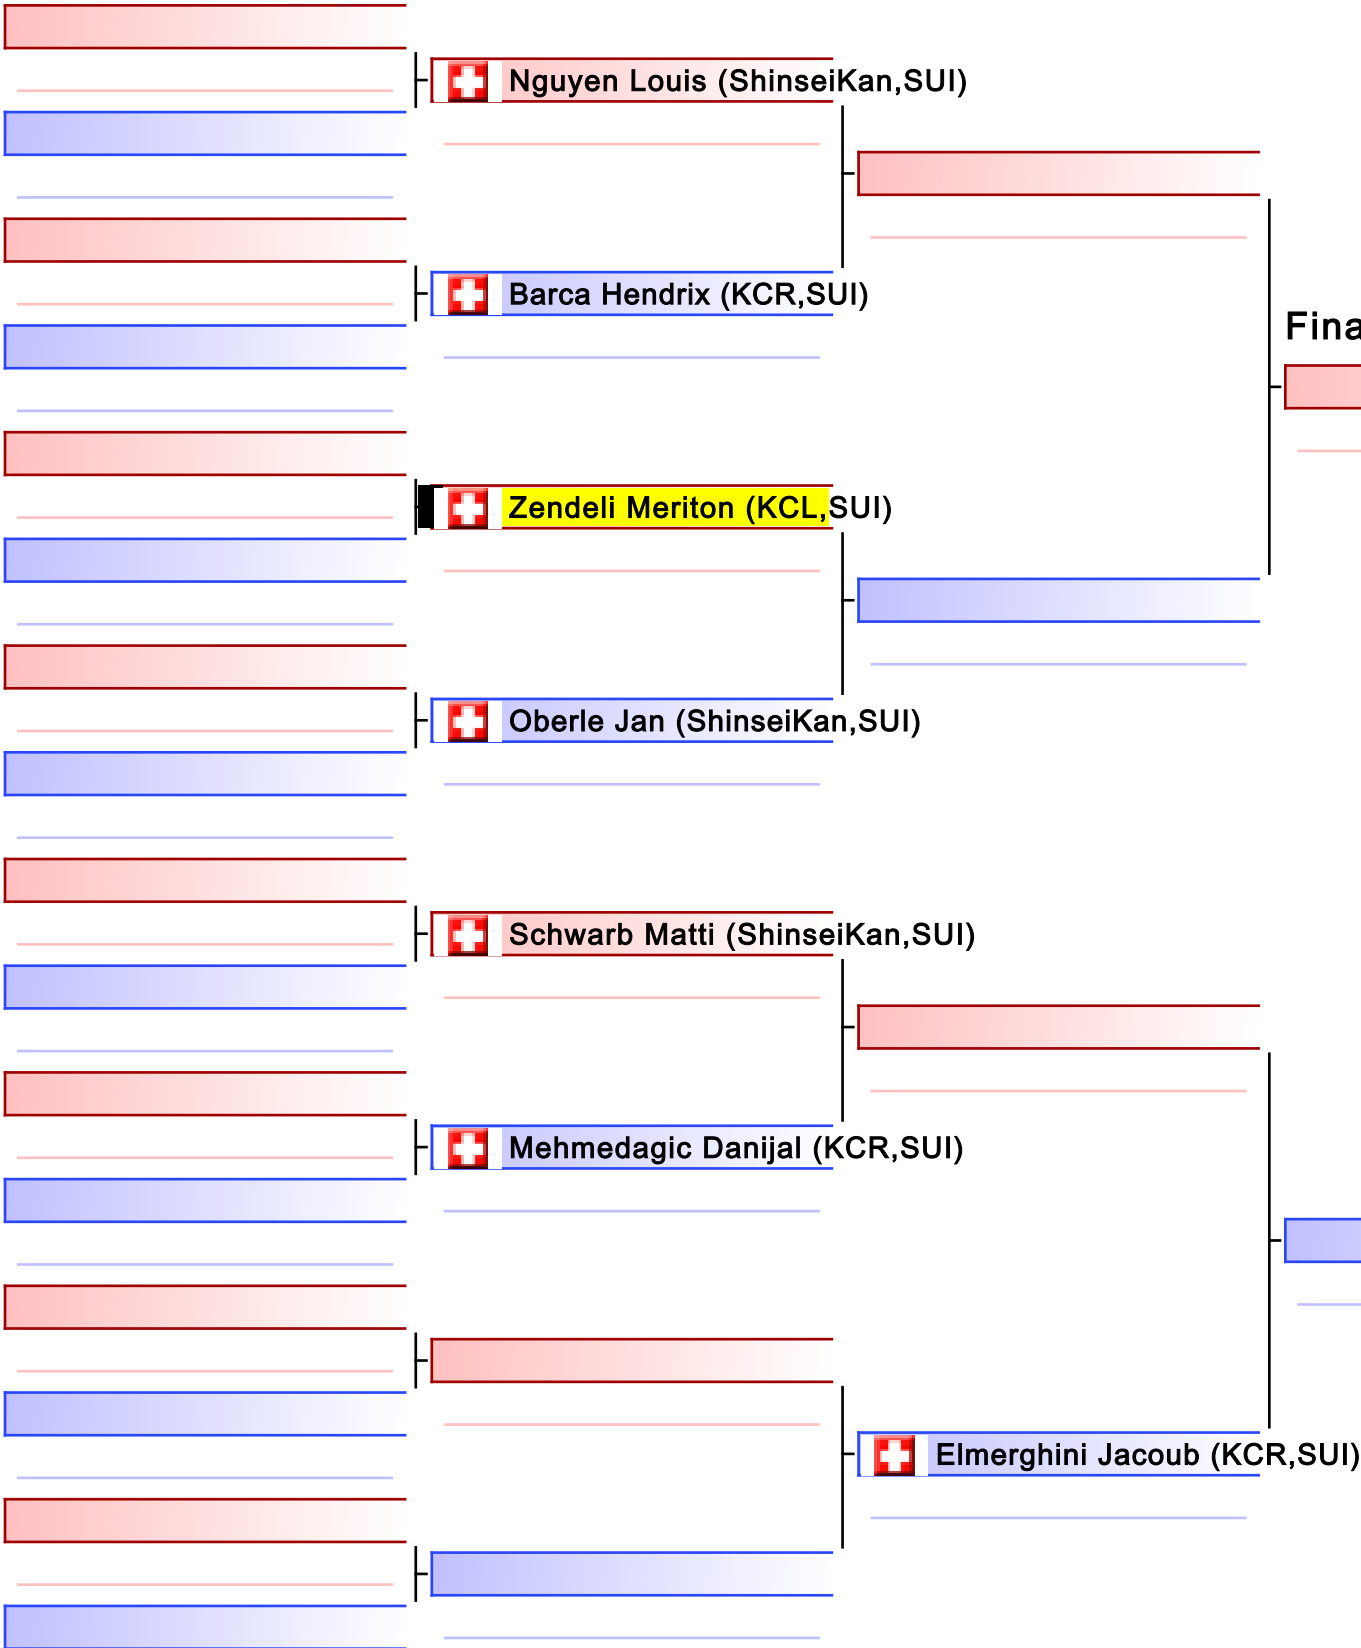 Nguyen Louis (ShinseiKan,SUI)
Barca Hendrix (KCR,SUI)
Fina
Zendeli Meriton (KCL,SUI)
Oberle Jan (ShinseiKan,SUI)
Schwarb Matti (ShinseiKan,SUI)
Mehmedagic Danijal (KCR,SUI)
Elmerghini Jacoub (KCR,SUI)